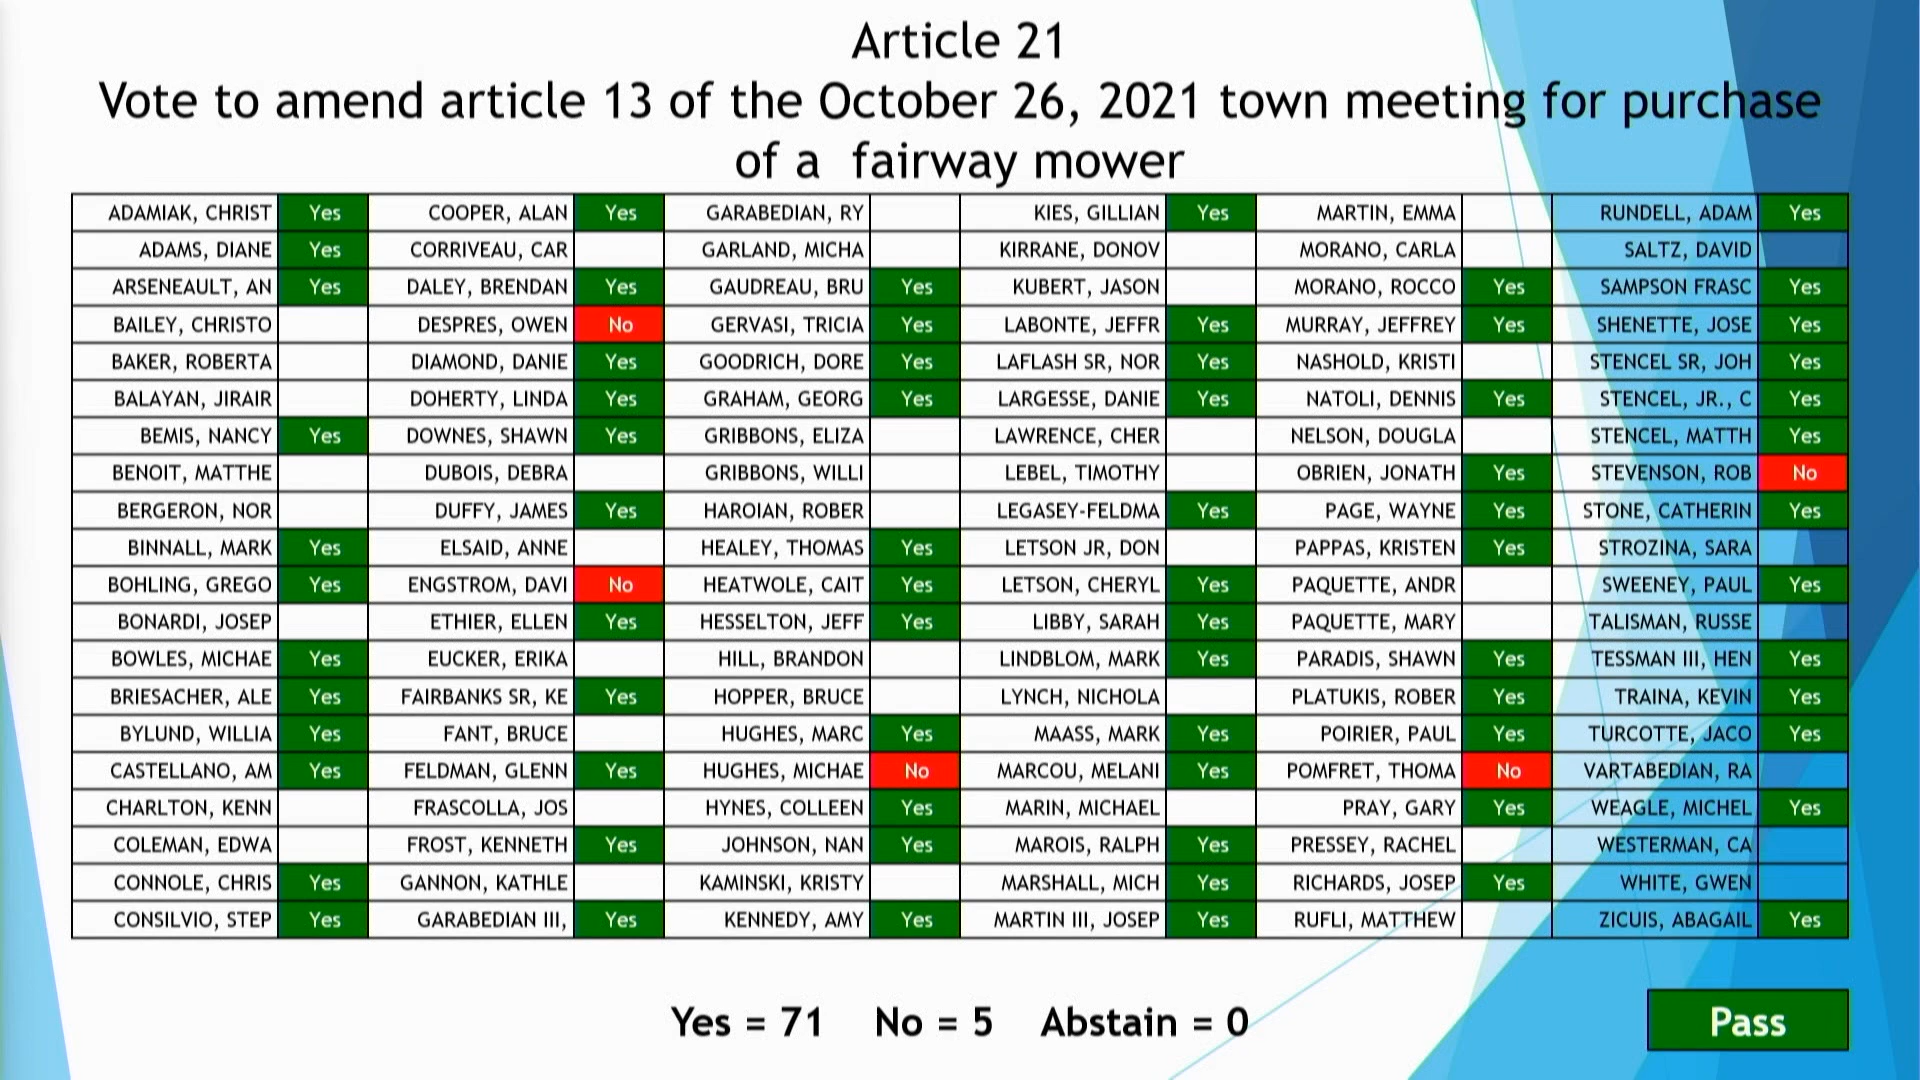 Article 21
Vote to amend article 13 of the October 26, 2021 town meeting for purchase
of a fairway mower
ADAMIAK, CHRIST Yes COOPER, ALAN Yes GARABEDIAN, RY KIES, GILLIAN Yes MARTIN, EMMA RUNDELL, ADAM Yes
ADAMS, DIANE Yes CORRIVEAU, CAR GARLAND, MICHA KIRRANE, DONOV MORANO, CARLA SALTZ, DAVID
ARSENEAULT, AN Yes DALEY, BRENDAN Yes GAUDREAU, BRU Yes KUBERT, JASON MORANO, ROCCO Yes SAMPSON FRASC Yes
BAILEY, CHRISTO DESPRES, OWEN No GERVASI, TRICIA Yes LABONTE, JEFFR Yes MURRAY, JEFFREY Yes SHENETTE, JOSE Yes
BAKER, ROBERTA DIAMOND, DANIE Yes GOODRICH, DORE Yes LAFLASH SR, NOR Yes NASHOLD, KRISTI STENCEL SR, JOH Yes
BALAYAN, JIRAIR DOHERTY, LINDA Yes GRAHAM, GEORG Yes LARGESSE, DANIE Yes NATOLI, DENNIS Yes STENCEL, JR., C Yes
BEMIS, NANCY Yes DOWNES, SHAWN Yes GRIBBONS, ELIZA LAWRENCE, CHER NELSON, DOUGLA STENCEL, MATTH Yes
BENOIT, MATTHE DUBOIS, DEBRA GRIBBONS, WILLI LEBEL, TIMOTHY OBRIEN, JONATH Yes STEVENSON, ROB No
BERGERON, NOR DUFFY, JAMES Yes HAROIAN, ROBER LEGASEY-FELDMA Yes PAGE, WAYNE Yes STONE, CATHERIN Yes
BINNALL, MARK Yes ELSAID, ANNE HEALEY, THOMAS Yes LETSON JR, DON PAPPAS, KRISTEN Yes STROZINA, SARA
BOHLING, GREGO Yes ENGSTROM, DAVI No HEATWOLE, CAIT Yes LETSON, CHERYL Yes PAQUETTE, ANDR SWEENEY, PAUL Yes
BONARDI, JOSEP ETHIER, ELLEN Yes HESSELTON, JEFF Yes LIBBY, SARAH Yes PAQUETTE, MARY TALISMAN, RUSSE
BOWLES, MICHAE Yes EUCKER, ERIKA HILL, BRANDON LINDBLOM, MARK Yes PARADIS, SHAWN Yes TESSMAN III, HEN Yes
BRIESACHER, ALE Yes FAIRBANKS SR, KE Yes HOPPER, BRUCE LYNCH, NICHOLA PLATUKIS, ROBER Yes TRAINA, KEVIN Yes
BYLUND, WILLIA Yes FANT, BRUCE HUGHES, MARC Yes MAASS, MARK Yes POIRIER, PAUL Yes TURCOTTE, JACO Yes
CASTELLANO, AM Yes FELDMAN, GLENN Yes HUGHES, MICHAE No MARCOU, MELANI Yes POMFRET, THOMA No VARTABEDIAN, RA
CHARLTON, KENN FRASCOLLA, JOS HYNES, COLLEEN Yes MARIN, MICHAEL PRAY, GARY Yes WEAGLE, MICHEL Yes
COLEMAN, EDWA FROST, KENNETH Yes JOHNSON, NAN Yes MAROIS, RALPH Yes PRESSEY, RACHEL WESTERMAN, CA
CONNOLE, CHRIS Yes GANNON, KATHLE KAMINSKI, KRISTY MARSHALL, MICH Yes RICHARDS, JOSEP Yes WHITE, GWEN
CONSILVIO, STEP Yes GARABEDIAN III, Yes KENNEDY, AMY Yes MARTIN III, JOSEP Yes RUFLI, MATTHEW ZICUIS, ABAGAIL Yes
Yes = 71 No = 5 Abstain = 0
Pass